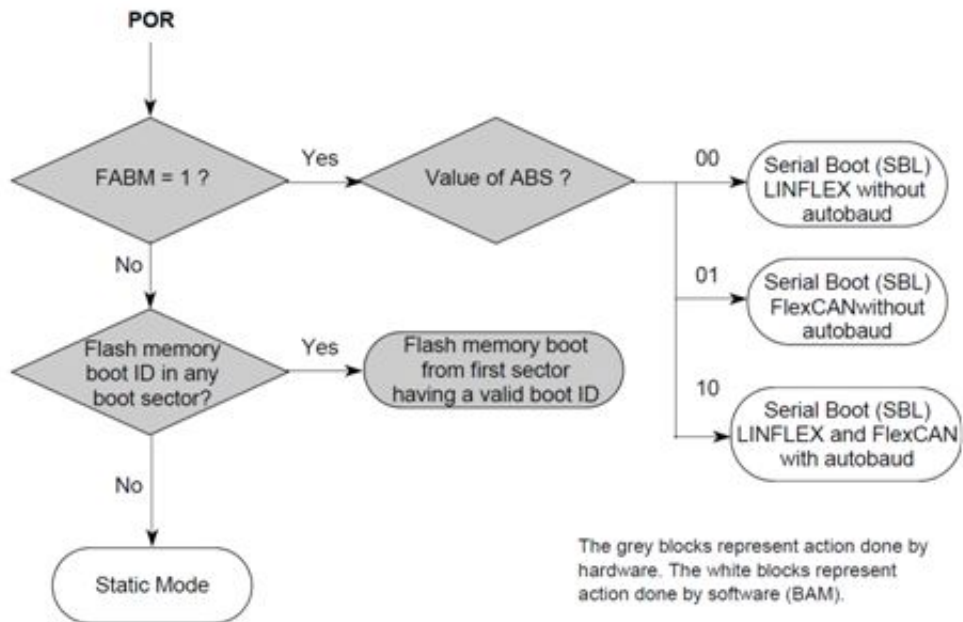 POR
FABM = 1 ?
Yes
Value of ABS ?
00
Serial Boot (SBL)
LINFLEX without
autobaud
No
01
Serial Boot (SBL)
FlexCANwithout
autobaud
Flash memory
boot ID in any
boot sector?
Yes
Flash memory boot
from first sector
having a valid boot ID
10
Serial Boot (SBL)
LINFLEX and FlexCAN
with autobaud
No
Static Mode
The grey blocks represent action done by
hardware. The white blocks represent
action done by software (BAM).